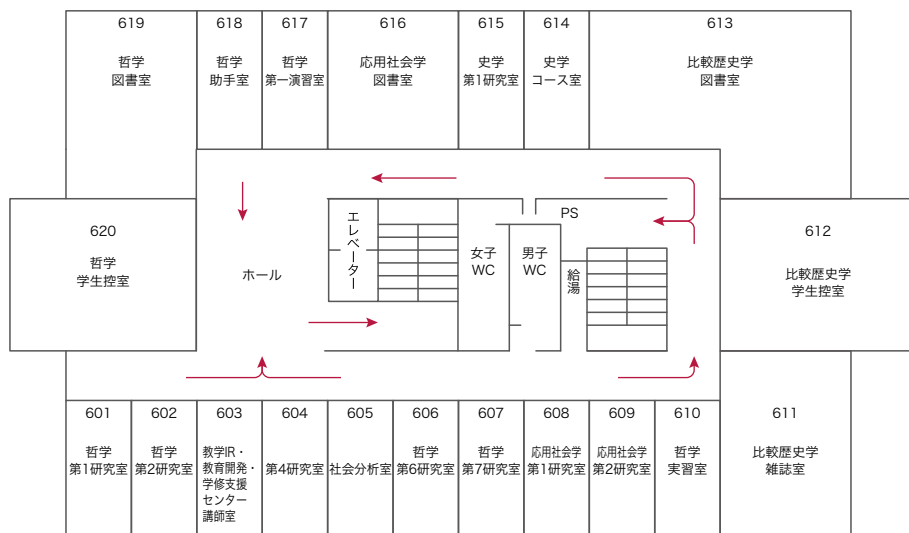 619
哲学
図書室
618
哲学
助手室
617
哲学
第一演習室
616
応用社会学
図書室
615
史学
第1研究室
614
史学
コース室
613
比較歴史学
図書室
620
哲学
学生控室
ホール
エレベーター
女子
WC
男子
WC
PS
給湯
612
比較歴史学
学生控室
601
哲学
第1研究室
602
哲学
第2研究室
603
教学IR・
教育開発・
学修支援
センター
講師室
604
第4研究室
605
社会分析室
606
哲学
第6研究室
607
哲学
第7研究室
608
応用社会学
第1研究室
609
応用社会学
第2研究室
610
哲学
実習室
611
比較歴史学
雑誌室